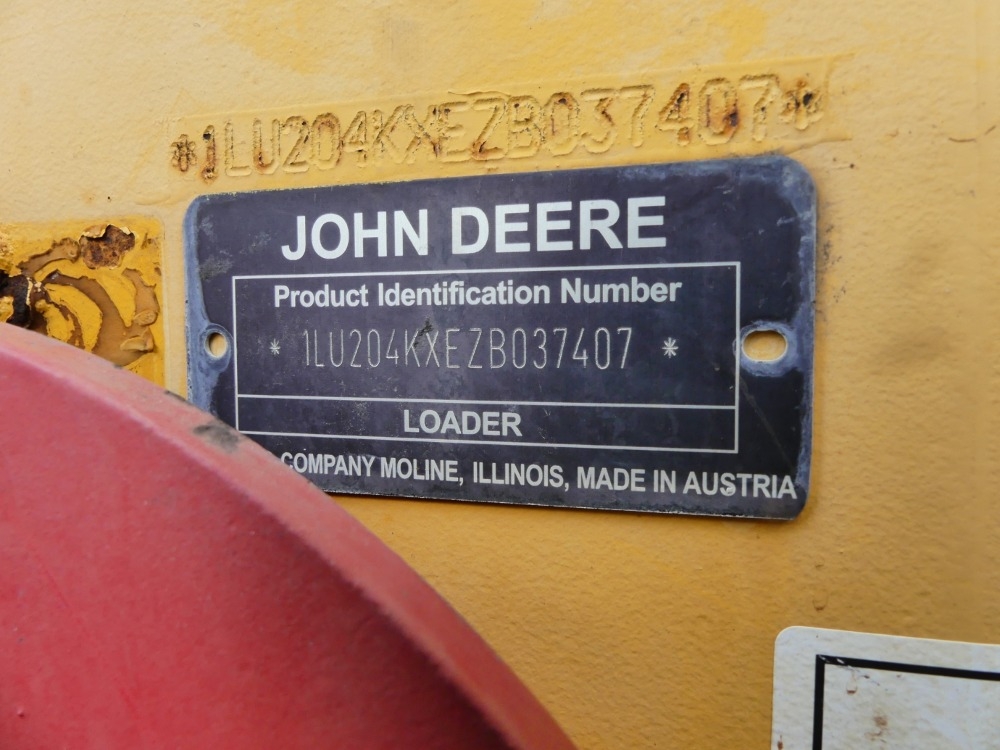 *1LU204KXEZB037407*
JOHN DEERE
Product Identification Number
* 1LU204KXEZB037407 *
LOADER
COMPANY MOLINE, ILLINOIS, MADE IN AUSTRIA